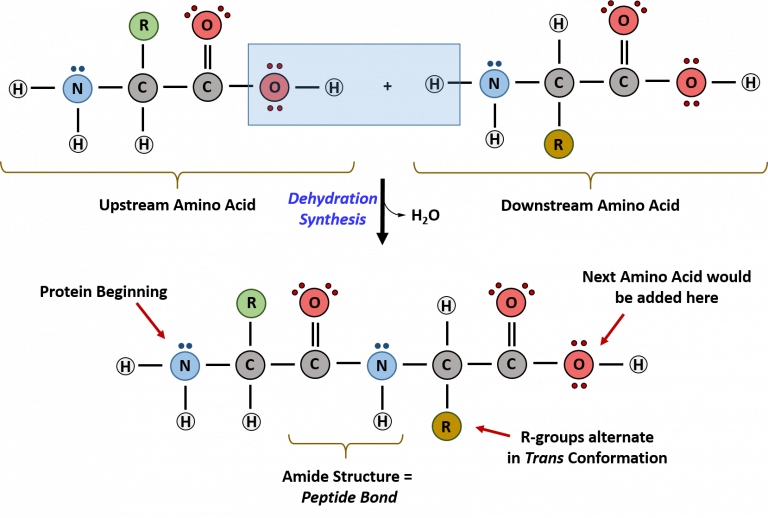 R O H O
H N C C O H + H N C C O H
H H H R
Upstream Amino Acid
Downstream Amino Acid
Dehydration
Synthesis
H₂O
Protein Beginning
Next Amino Acid would
be added here
R O H O
H N C C N C C O H
H H H R
Amide Structure =
Peptide Bond
R-groups alternate
in Trans Conformation